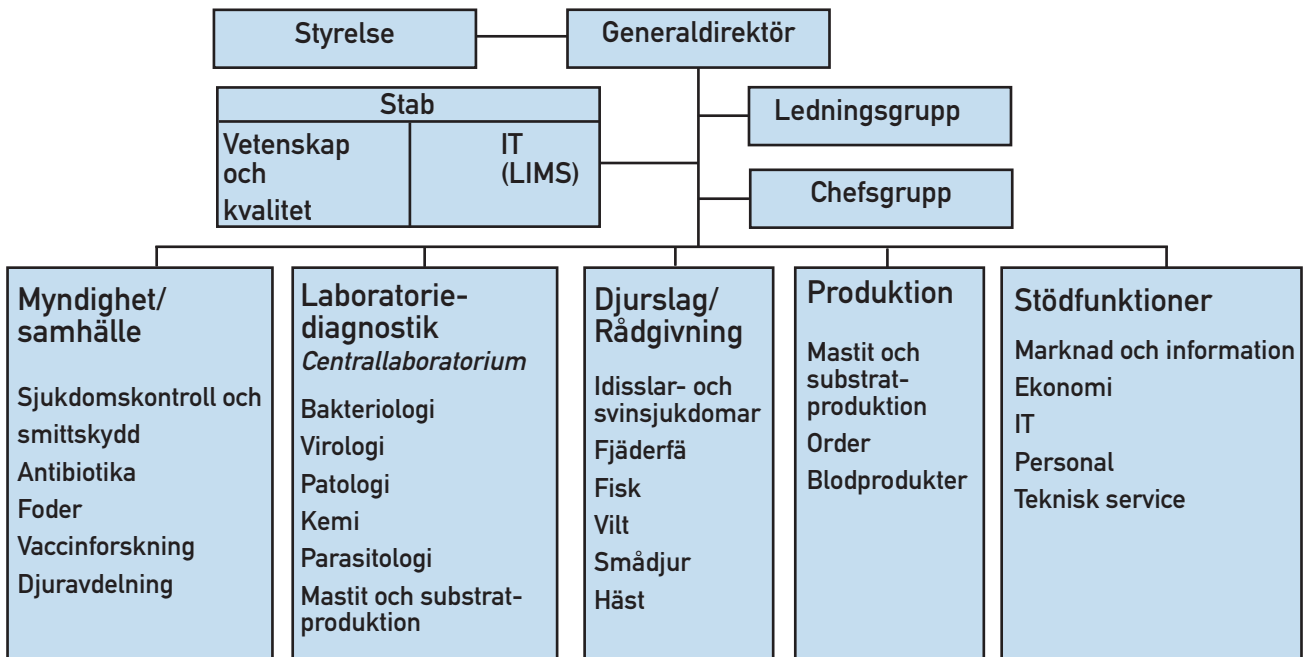 Styrelse
Generaldirektör
Stab
Vetenskap
och
kvalitet
IT
(LIMS)
Ledningsgrupp
Chefsgrupp
Myndighet/
samhälle
Sjukdomskontroll och
smittskydd
Antibiotika
Foder
Vaccinforskning
Djuravdelning
Laboratorie-
diagnostik
Centrallaboratorium
Bakteriologi
Virologi
Patologi
Kemi
Parasitologi
Mastit och substrat-
produktion
Djurslag/
Rådgivning
Idisslar- och
svinsjukdomar
Fjäderfä
Fisk
Vilt
Smådjur
Häst
Produktion
Mastit och
substrat-
produktion
Order
Blodprodukter
Stödfunktioner
Marknad och information
Ekonomi
IT
Personal
Teknisk service